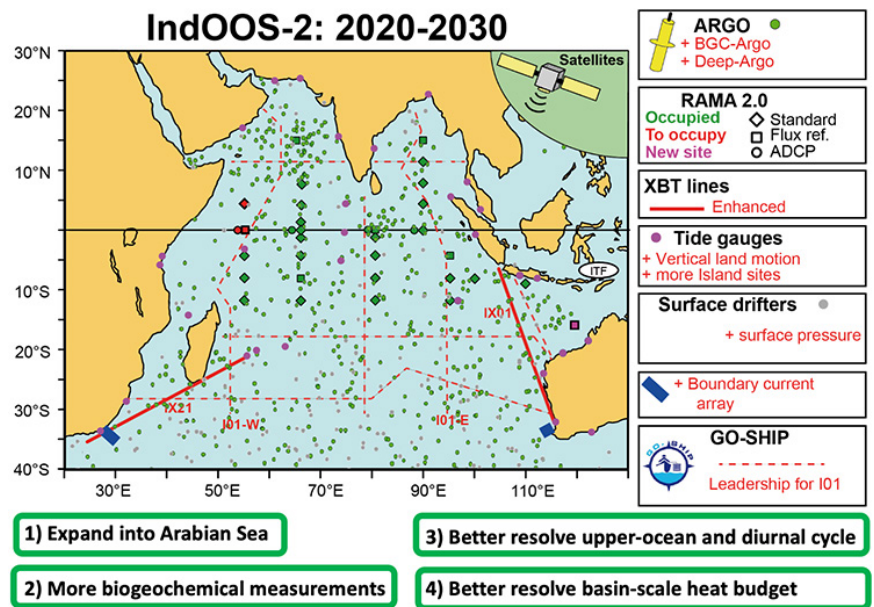 IndOOS-2: 2020-2030
30°N
20°N
10°N
0°
10°S
20°S
30°S
40°S
30°E
50°E
70°E
90°E
110°E
Satellites
ITF
IX01
IX21
I01-W
I01-E
ARGO
+ BGC-Argo
+ Deep-Argo
RAMA 2.0
Occupied
To occupy
New site
Standard
Flux ref.
ADCP
XBT lines
Enhanced
Tide gauges
+ Vertical land motion
+ more Island sites
Surface drifters
+ surface pressure
+ Boundary current
array
GO-SHIP
GO-SHIP
Leadership for I01
1) Expand into Arabian Sea
2) More biogeochemical measurements
3) Better resolve upper-ocean and diurnal cycle
4) Better resolve basin-scale heat budget